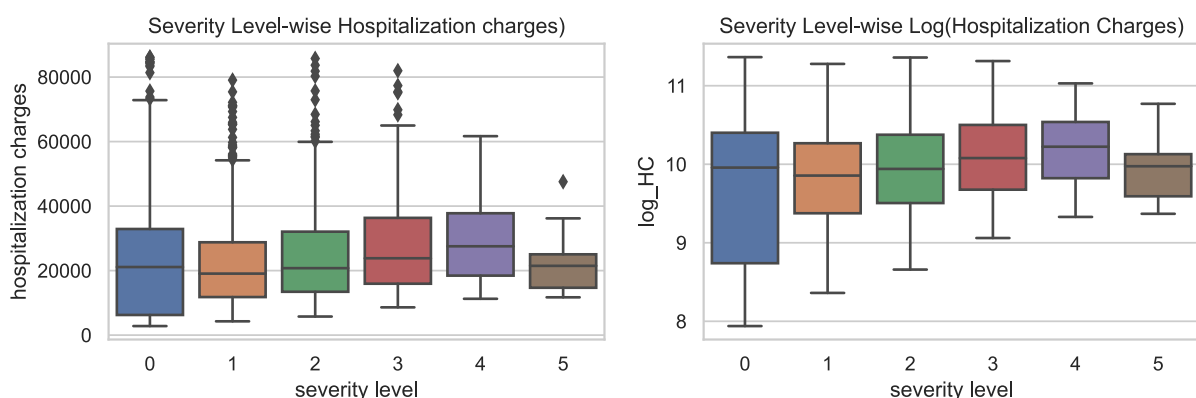 Severity Level-wise Hospitalization charges)
hospitalization charges
80000
60000
40000
20000
0
0 1 2 3 4 5
severity level
Severity Level-wise Log(Hospitalization Charges)
log_HC
11
10
9
8
0 1 2 3 4 5
severity level